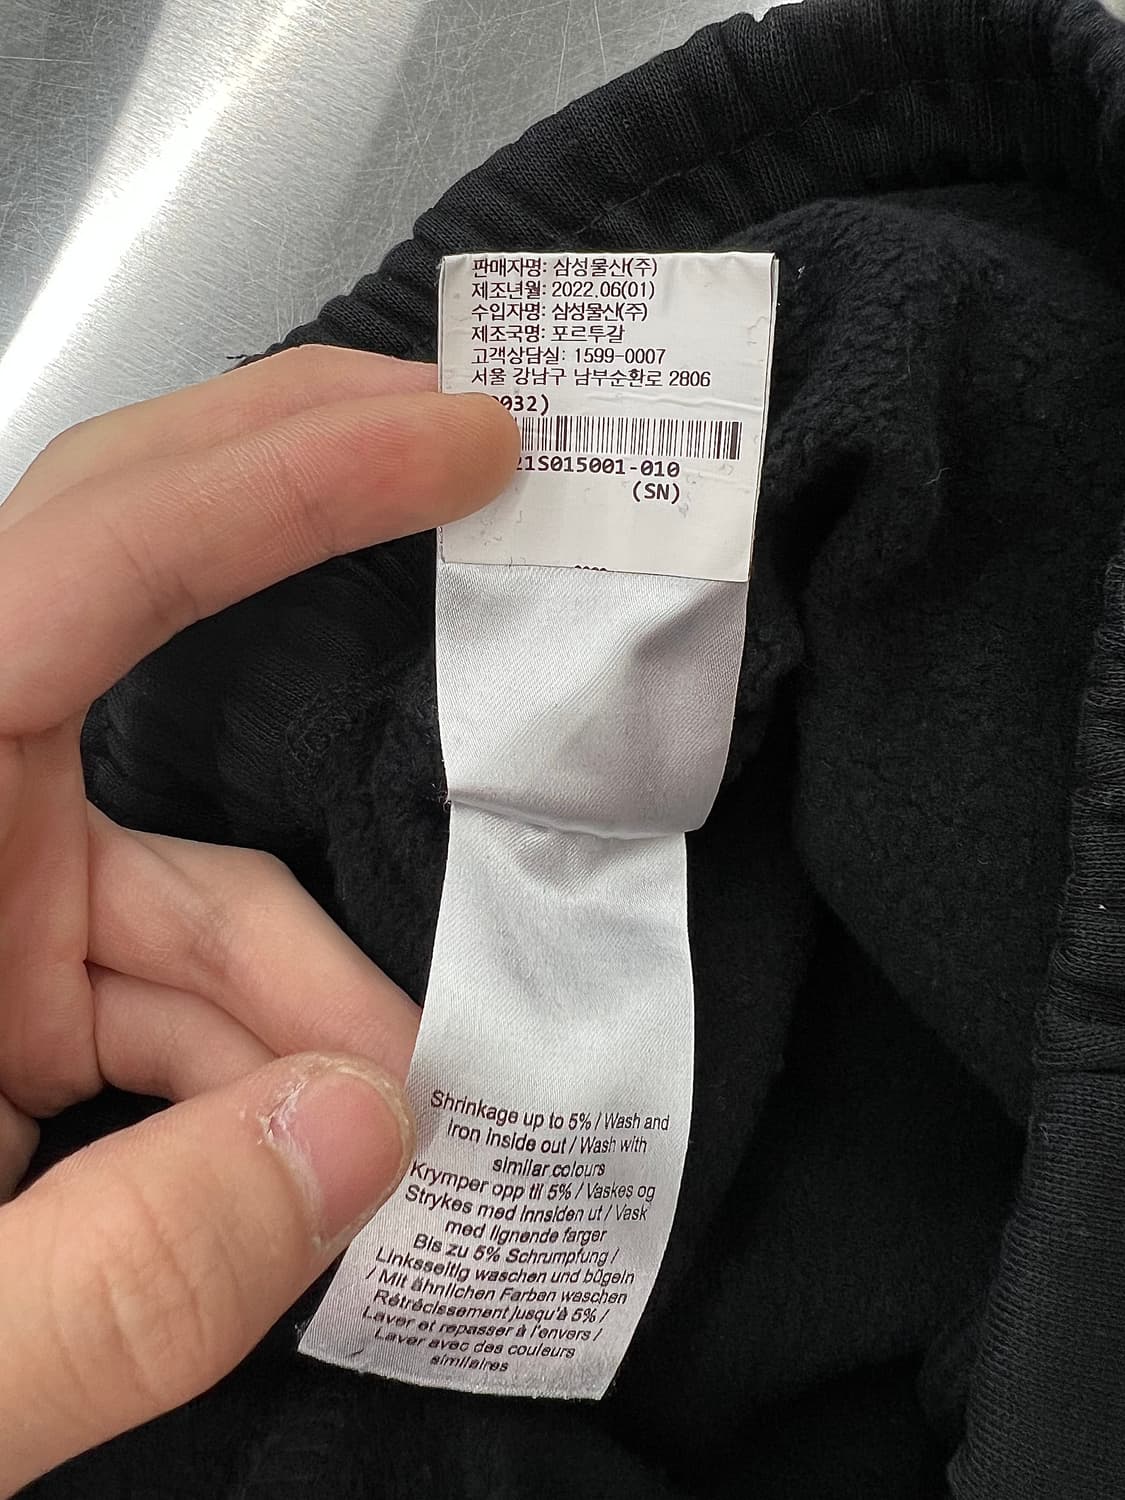 판매자명: 삼성물산(주)
제조년월: 2022.06(01)
수입자명: 삼성물산(주)
제조국명: 포르투갈
고객상담실: 1599-0007
서울 강남구 남부순환로 2806
032)
21S015001-010
(SN)
Shrinkage up to 5% / Wash and
iron inside out / Wash with
similar colours
Krymper opp til 5% / Vaskes og
Strykes med innsiden ut / Vask
med lignende farger
Bis zu 5% Schrumpfung /
Linksseitig waschen und bügeln
/ Mit ähnlichen Farben waschen
Rétrécissement jusqu'à 5% /
Laver et repasser à l'envers /
Laver avec des couleurs
similaires